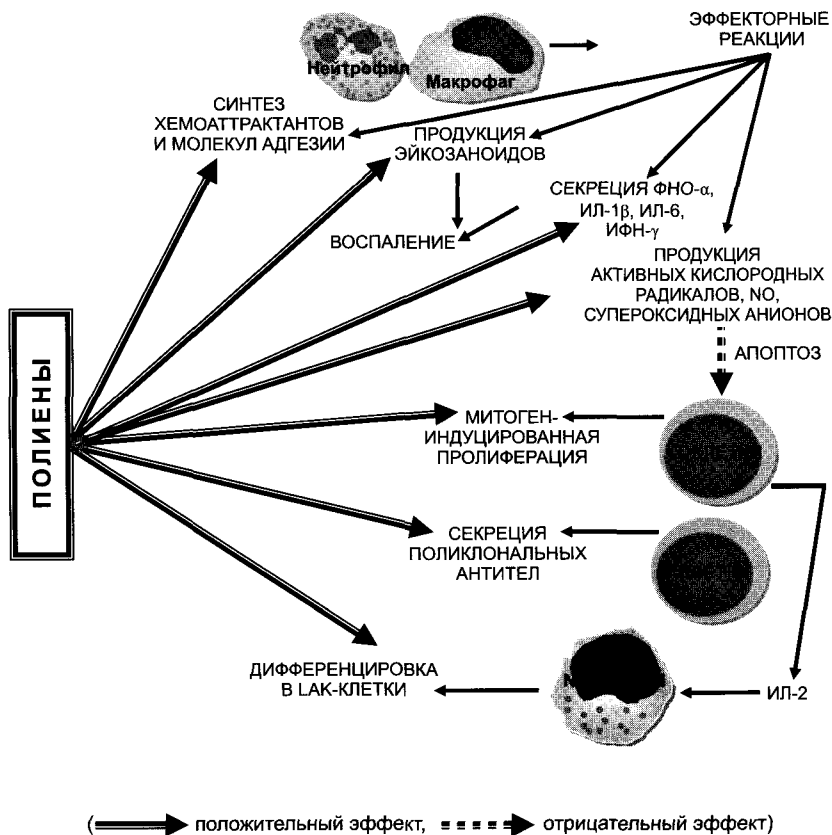 ЭФФЕКТОРНЫЕ
РЕАКЦИИ
Нейтрофил
Макрофаг
СИНТЕЗ
ХЕМОАТТРАКТАНТОВ
И МОЛЕКУЛ АДГЕЗИИ
ПРОДУКЦИЯ
ЭЙКОЗАНОИДОВ
СЕКРЕЦИЯ ФНО-α,
ИЛ-1β, ИЛ-6,
ИФН-γ
ВОСПАЛЕНИЕ
ПРОДУКЦИЯ
АКТИВНЫХ КИСЛОРОДНЫХ
РАДИКАЛОВ, NO,
СУПЕРОКСИДНЫХ АНИОНОВ
АПОПТОЗ
ПОЛИЕНЫ
МИТОГЕН-
ИНДУЦИРОВАННАЯ
ПРОЛИФЕРАЦИЯ
СЕКРЕЦИЯ
ПОЛИКЛОНАЛЬНЫХ
АНТИТЕЛ
ДИФФЕРЕНЦИРОВКА
В LAK-КЛЕТКИ
ИЛ-2
( положительный эффект, отрицательный эффект)